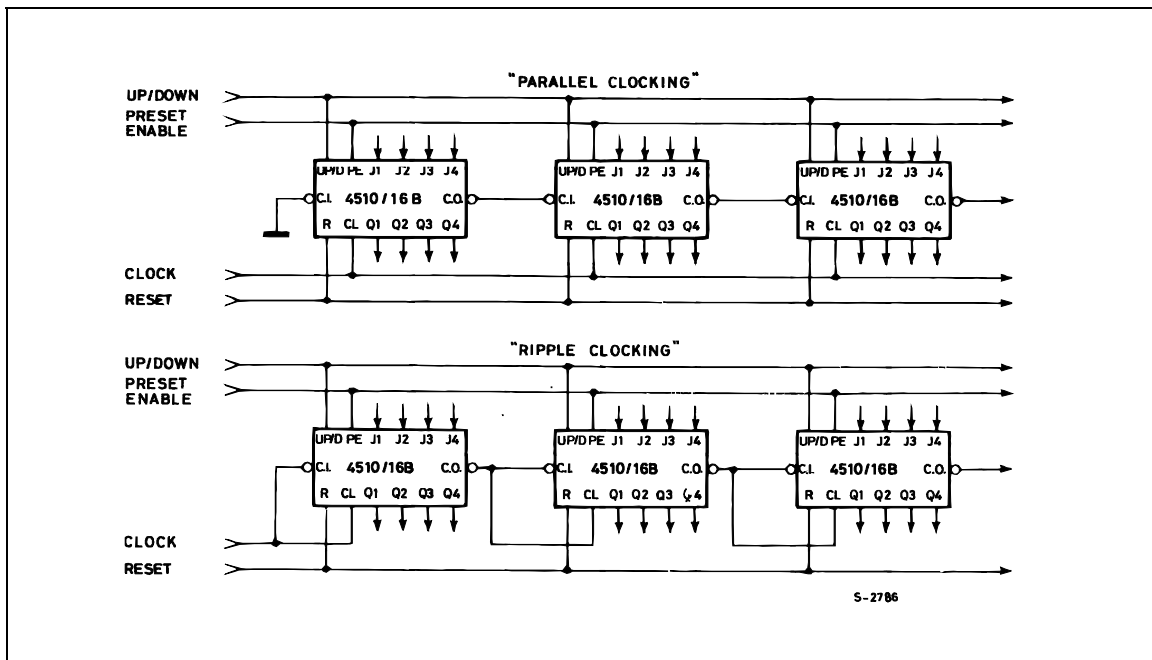 "PARALLEL CLOCKING"
UP/DOWN
PRESET
ENABLE
UP/D PE J1 J2 J3 J4 UP/D PE J1 J2 J3 J4 UP/D PE J1 J2 J3 J4
C.I. 4510/16B C.O. C.I. 4510/16B C.O. C.I. 4510/16B C.O.
R CL Q1 Q2 Q3 Q4 R CL Q1 Q2 Q3 Q4 R CL Q1 Q2 Q3 Q4
CLOCK
RESET
"RIPPLE CLOCKING"
UP/DOWN
PRESET
ENABLE
UP/D PE J1 J2 J3 J4 UP/D PE J1 J2 J3 J4 UP/D PE J1 J2 J3 J4
C.I. 4510/16B C.O. C.I. 4510/16B C.O. C.I. 4510/16B C.O.
R CL Q1 Q2 Q3 Q4 R CL Q1 Q2 Q3 R CL Q1 Q2 Q3 Q4
CLOCK
RESET
S-2786